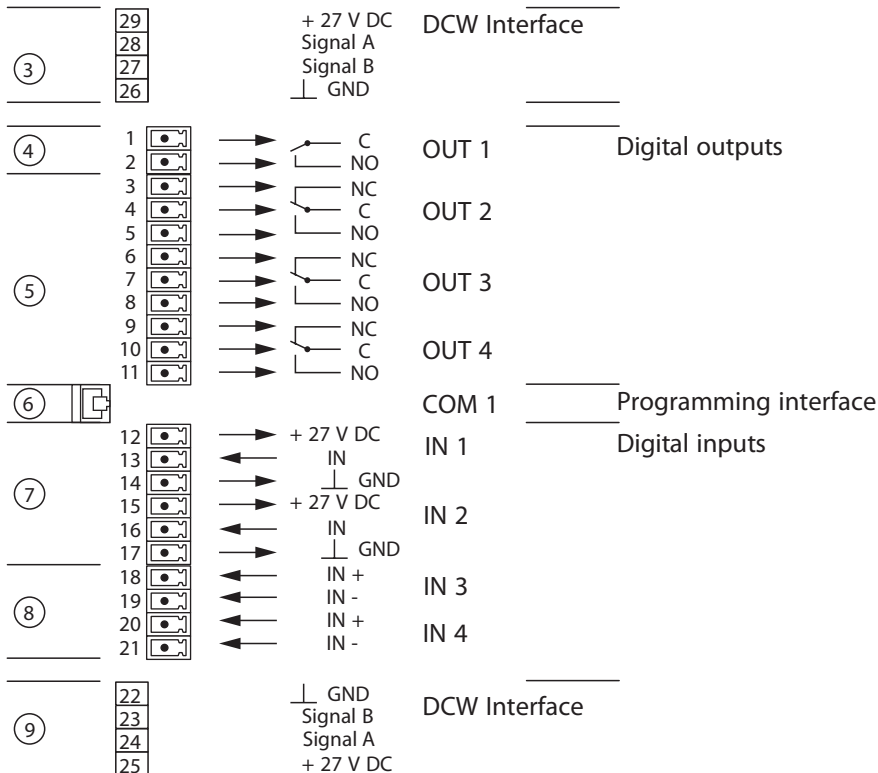 29 + 27 V DC DCW Interface
28 Signal A
3 27 Signal B
26 GND
1 C
4 OUT 1 Digital outputs
2 NO
3 NC
4 C OUT 2
5 NO
6 NC
5 7 C OUT 3
8 NO
9 NC
10 C OUT 4
11 NO
6 COM 1 Programming interface
12 + 27 V DC IN 1 Digital inputs
13 IN
14 GND
7 15 + 27 V DC
16 IN IN 2
17 GND
18 IN + IN 3
19 IN -
8 20 IN + IN 4
21 IN -
22 GND DCW Interface
23 Signal B
9 24 Signal A
25 + 27 V DC